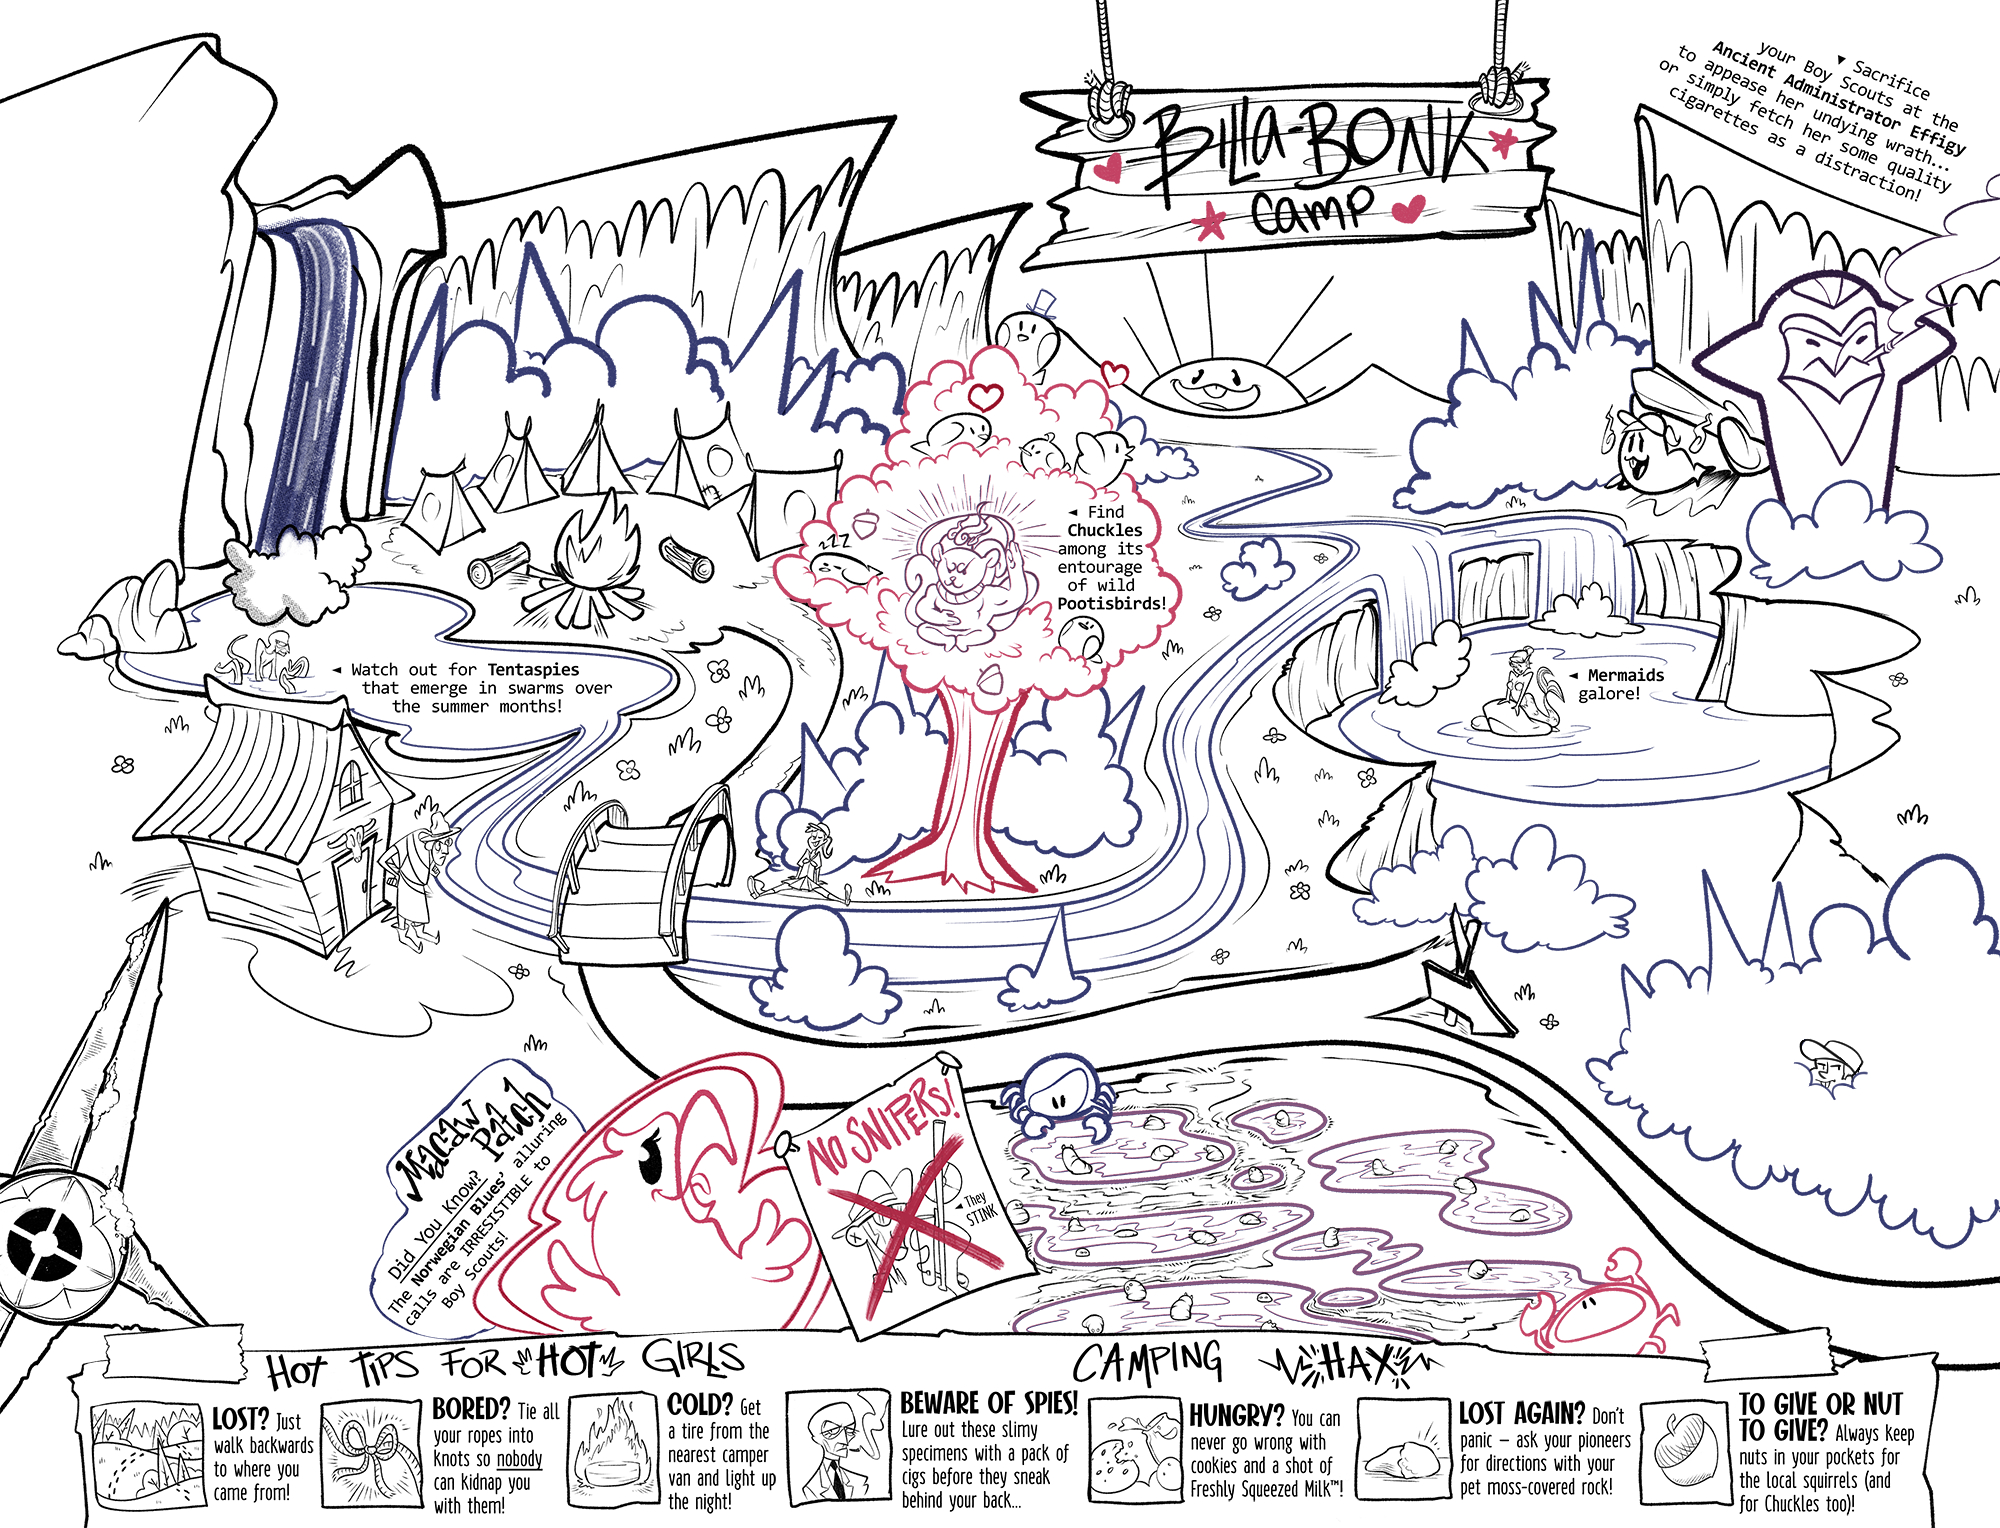 BILLA-BONK
CAMP
▼ Sacrifice
your Boy Scouts at the
Ancient Administrator Effigy
to appease her undying wrath...
or simply fetch her some quality
cigarettes as a distraction!
◄ Find
Chuckles
among its
entourage
of wild
Pootisbirds!
zzz
◄ Watch out for Tentaspies
that emerge in swarms over
the summer months!
◄ Mermaids
galore!
Macaw
Patch
Did You Know?
The Norwegian Blues' alluring
calls are IRRESISTIBLE to
Boy Scouts!
NO SNIPERS!
◄ They
STINK
HOT TIPS FOR HOT GIRLS
CAMPING HAX
LOST? Just
walk backwards
to where you
came from!
BORED? Tie all
your ropes into
knots so nobody
can kidnap you
with them!
COLD? Get
a tire from the
nearest camper
van and light up
the night!
BEWARE OF SPIES!
Lure out these slimy
specimens with a pack of
cigs before they sneak
behind your back...
HUNGRY? You can
never go wrong with
cookies and a shot of
Freshly Squeezed Milk™!
LOST AGAIN? Don't
panic – ask your pioneers
for directions with your
pet moss-covered rock!
TO GIVE OR NUT
TO GIVE? Always keep
nuts in your pockets for
the local squirrels (and
for Chuckles too)!